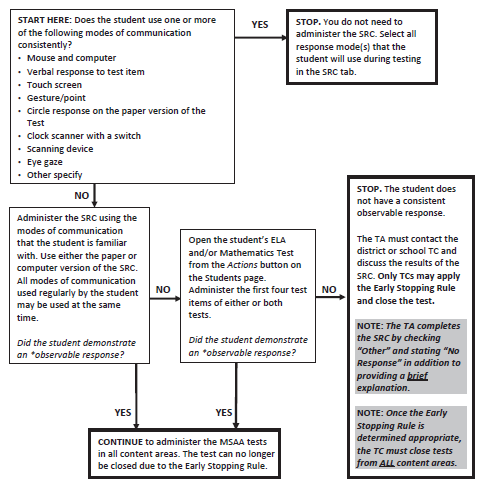 START HERE: Does the student use one or more
of the following modes of communication
consistently?
• Mouse and computer
• Verbal response to test item
• Touch screen
• Gesture/point
• Circle response on the paper version of the
Test
• Clock scanner with a switch
• Scanning device
• Eye gaze
• Other specify
YES
STOP. You do not need to
administer the SRC. Select all
response mode(s) that the
student will use during testing
in the SRC tab.
NO
Administer the SRC using the
modes of communication
that the student is familiar
with. Use either the paper or
computer version of the SRC.
All modes of communication
used regularly by the student
may be used at the same
time.
Did the student demonstrate
an *observable response?
NO
Open the student's ELA
and/or Mathematics Test
from the Actions button on
the Students page.
Administer the first four test
items of either or both
tests.
Did the student demonstrate
an *observable response?
NO
STOP. The student does
not have a consistent
observable response.
The TA must contact the
district or school TC and
discuss the results of the
SRC. Only TCs may apply
the Early Stopping Rule
and close the test.
NOTE: The TA completes
the SRC by checking
"Other" and stating "No
Response" in addition to
providing a brief
explanation.
NOTE: Once the Early
Stopping Rule is
determined appropriate,
the TC must close tests
from ALL content areas.
YES
YES
CONTINUE to administer the MSAA tests
in all content areas. The test can no longer
be closed due to the Early Stopping Rule.